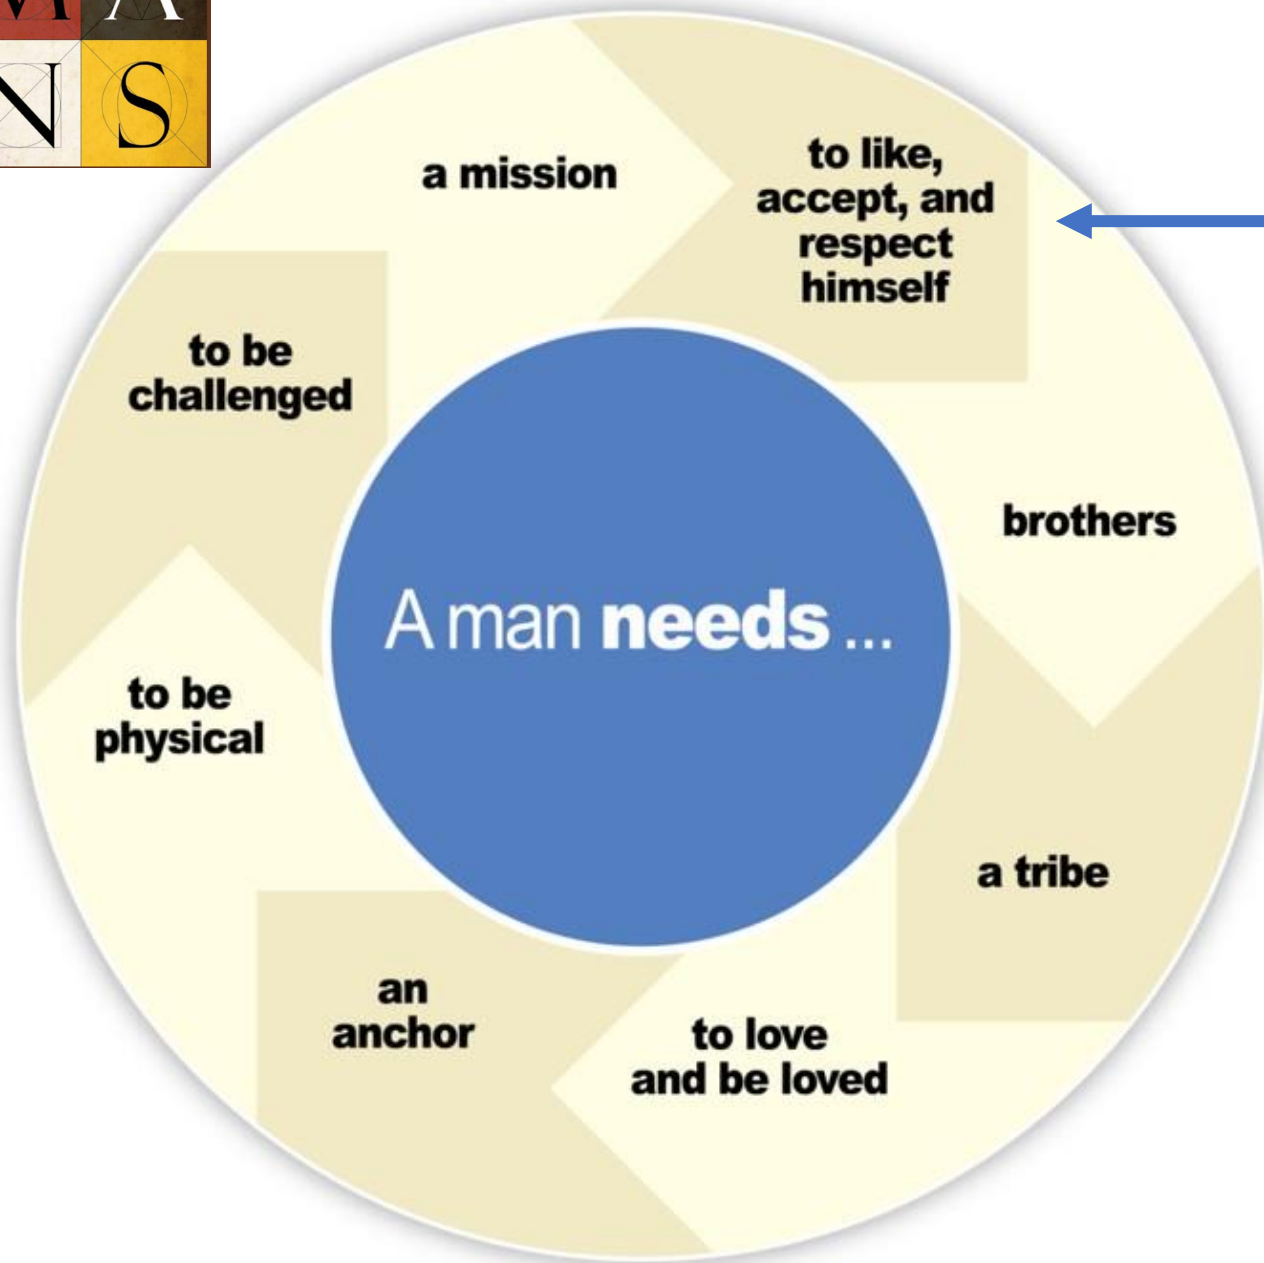 M A
N S
a mission
to like,
accept, and
respect
himself
to be
challenged
brothers
A man needs ...
to be
physical
a tribe
an
anchor
to love
and be loved